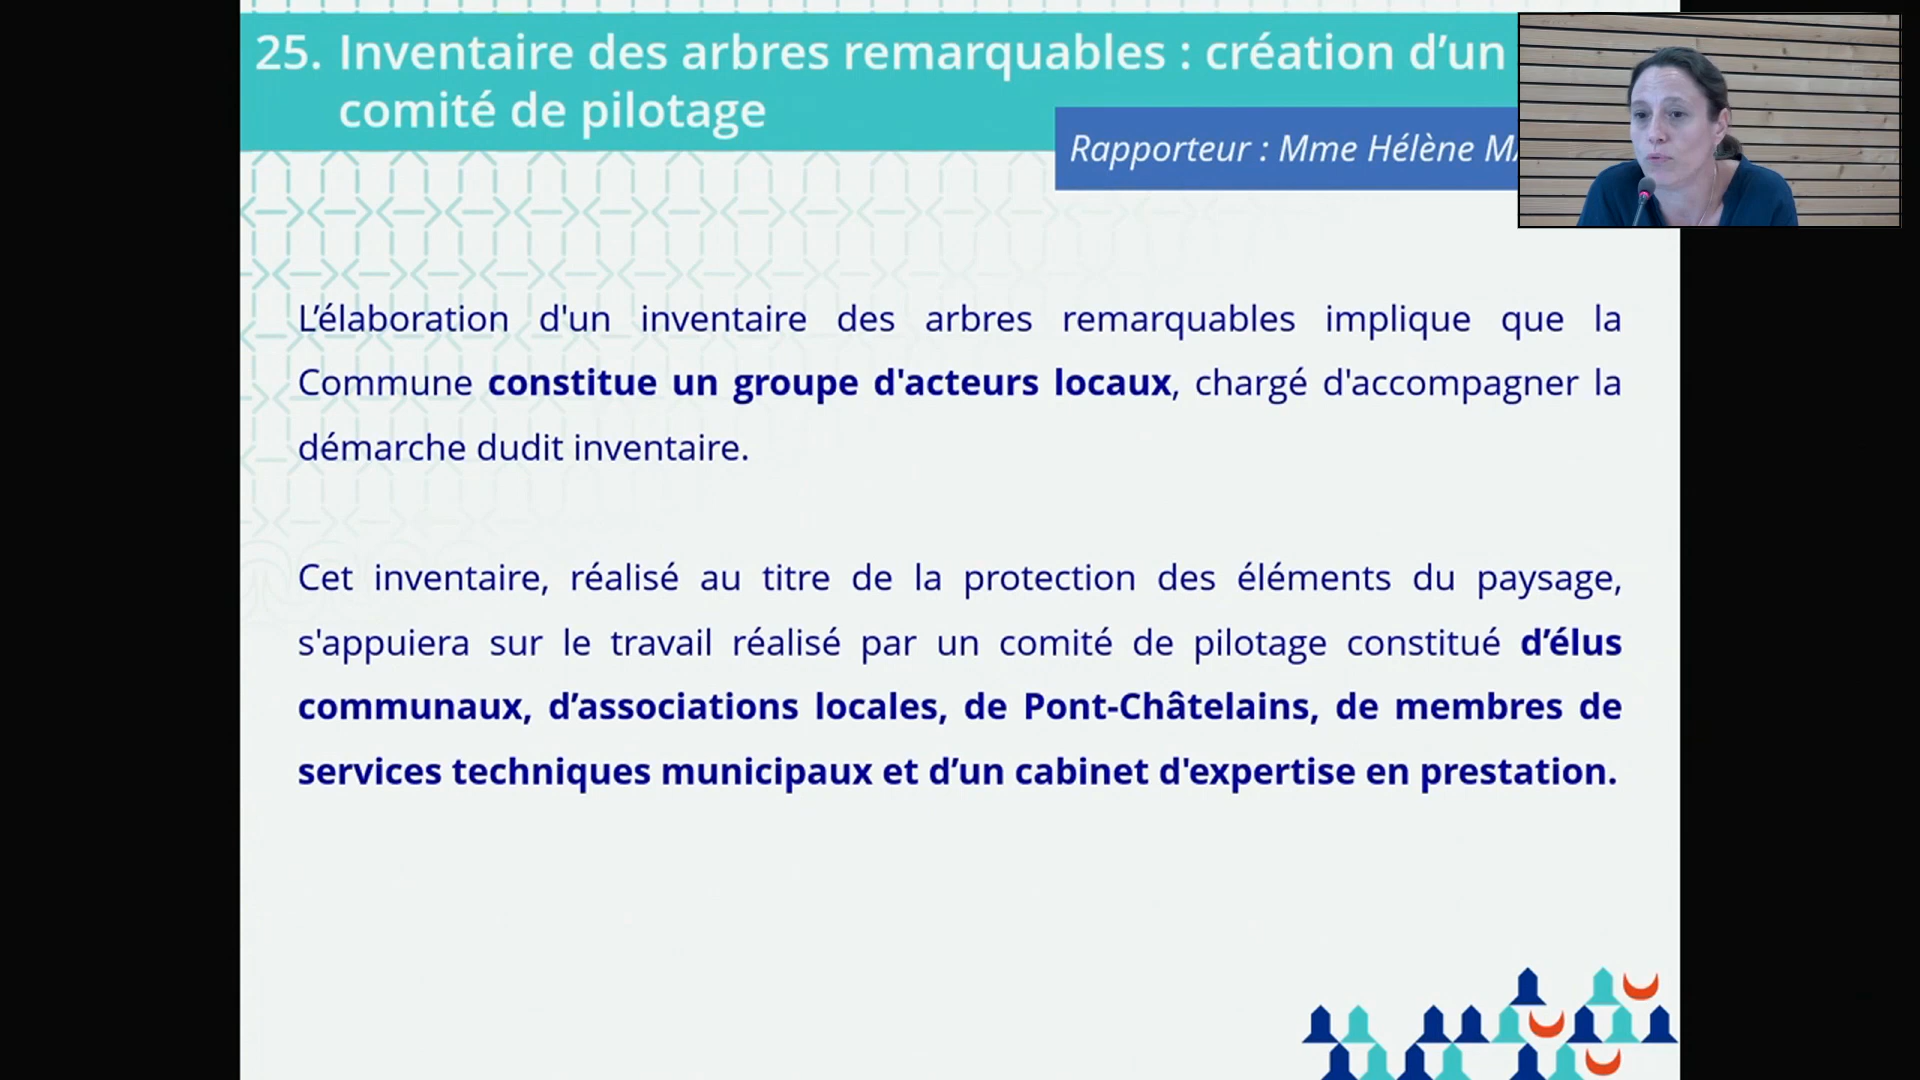 25. Inventaire des arbres remarquables : création d’un
comité de pilotage
Rapporteur : Mme Hélène
L’élaboration d'un inventaire des arbres remarquables implique que la
Commune constitue un groupe d'acteurs locaux, chargé d'accompagner la
démarche dudit inventaire.
Cet inventaire, réalisé au titre de la protection des éléments du paysage,
s'appuiera sur le travail réalisé par un comité de pilotage constitué d’élus
communaux, d’associations locales, de Pont-Châtelains, de membres de
services techniques municipaux et d’un cabinet d'expertise en prestation.